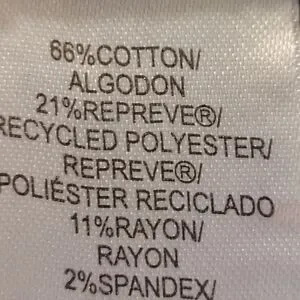 66%COTTON/
ALGODON
21%REPREVE®/
RECYCLED POLYESTER/
REPREVE®/
POLIÉSTER RECICLADO
11%RAYON/
RAYON
2%SPANDEX/